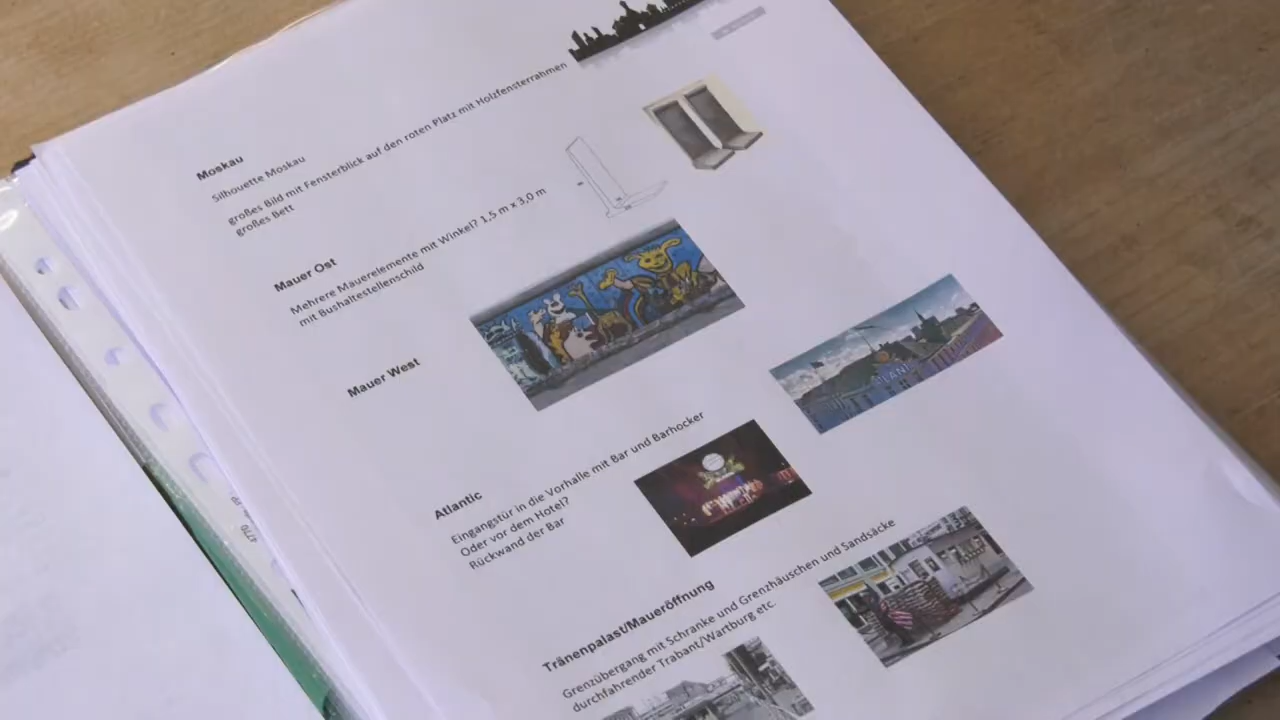 Moskau
Silhouette Moskau
großes Bild mit Fensterblick auf den roten Platz mit Holzfensterrahmen
großes Bett
Mauer Ost
Mehrere Mauerelemente mit Winkel? 1,5 m x 3,0 m
mit Bushaltestellenschild
Mauer West
Atlantic
Eingangstür in die Vorhalle mit Bar und Barhocker
Oder vor dem Hotel?
Rückwand der Bar
Tränenpalast/Maueröffnung
Grenzübergang mit Schranke und Grenzhäuschen und Sandsäcke
durchfahrender Trabant/Wartburg etc.
4770